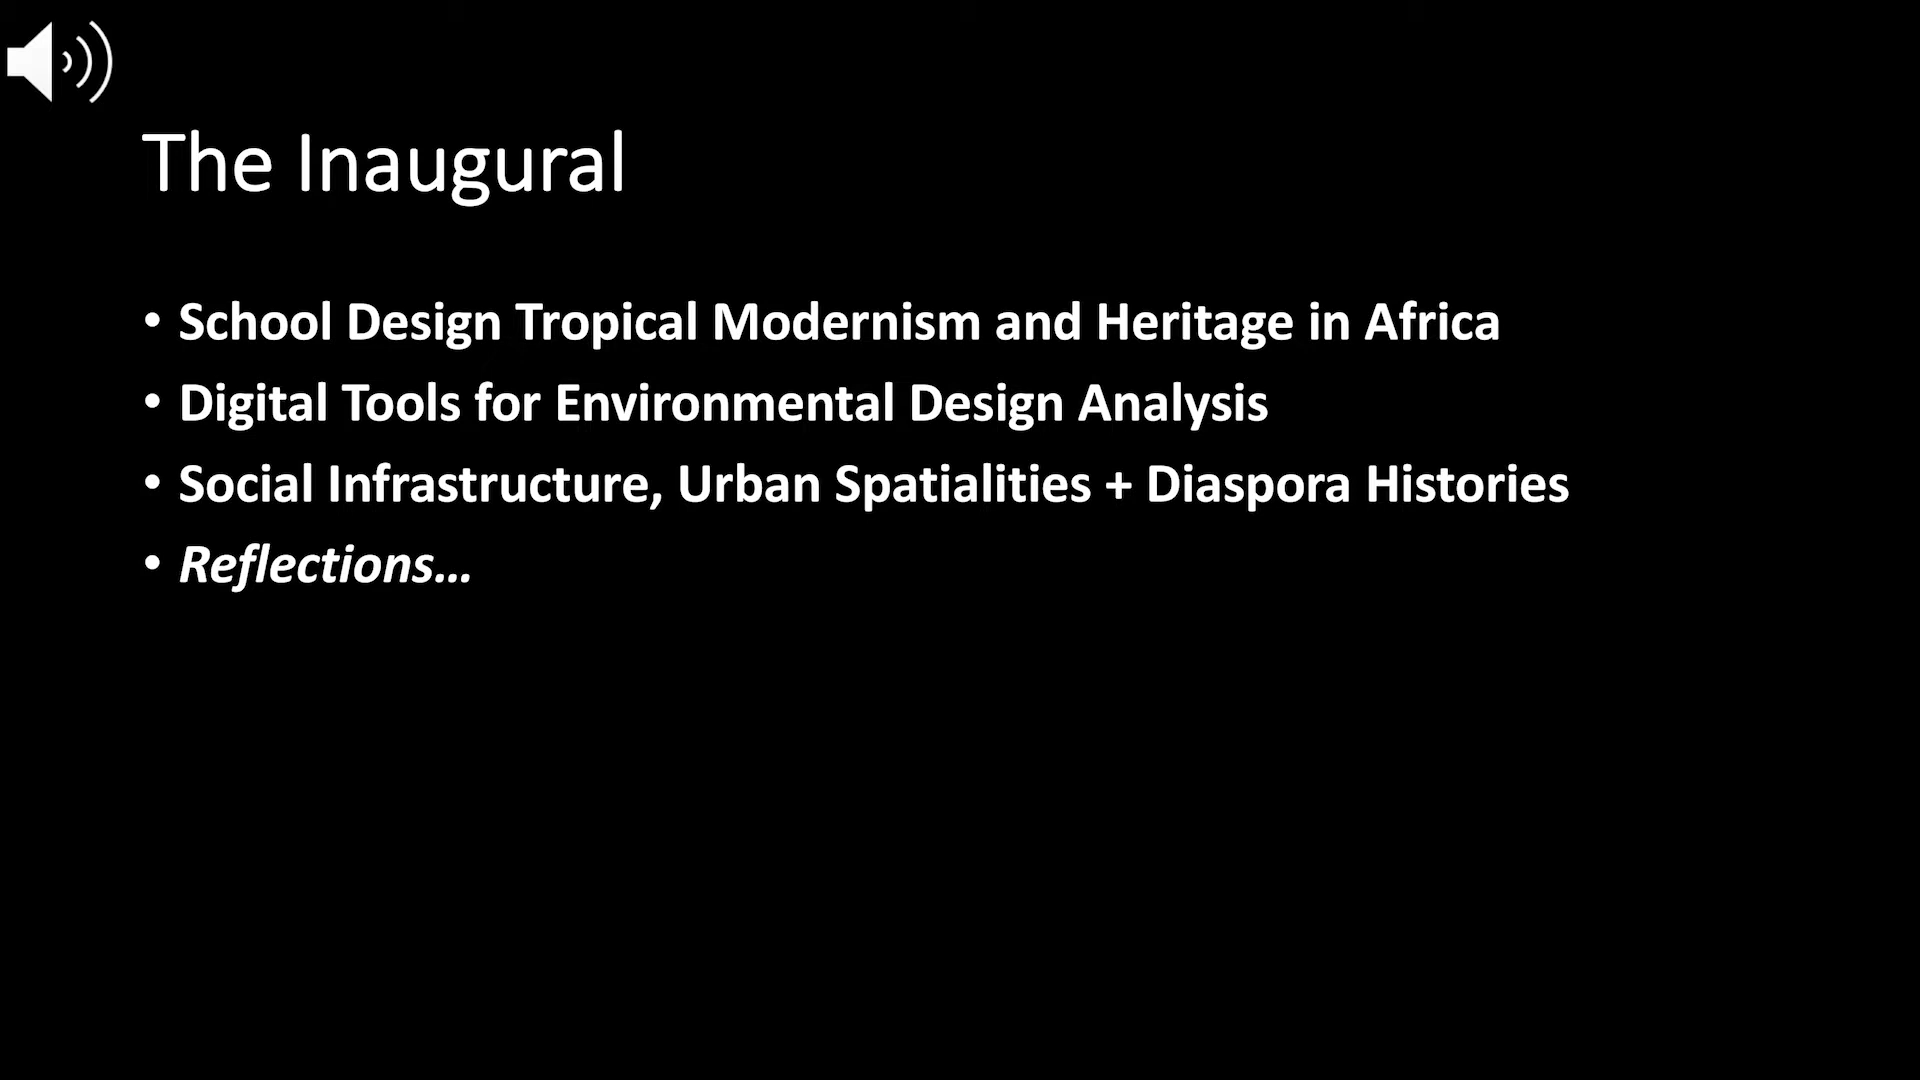 The Inaugural
• School Design Tropical Modernism and Heritage in Africa
• Digital Tools for Environmental Design Analysis
• Social Infrastructure, Urban Spatialities + Diaspora Histories
• Reflections…